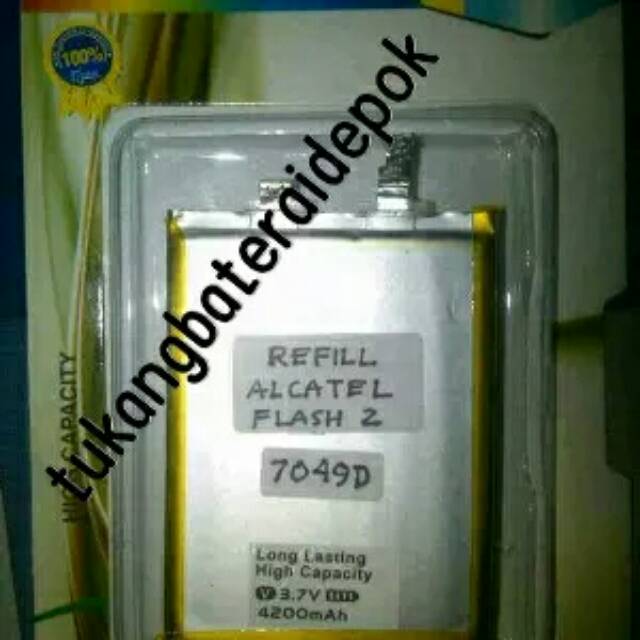 100%
tukangbateraidepok
HIGH CAPACITY
REFILL
ALCATEL
FLASH 2
7049D
Long Lasting
High Capacity
V 3.7V
4200mAh